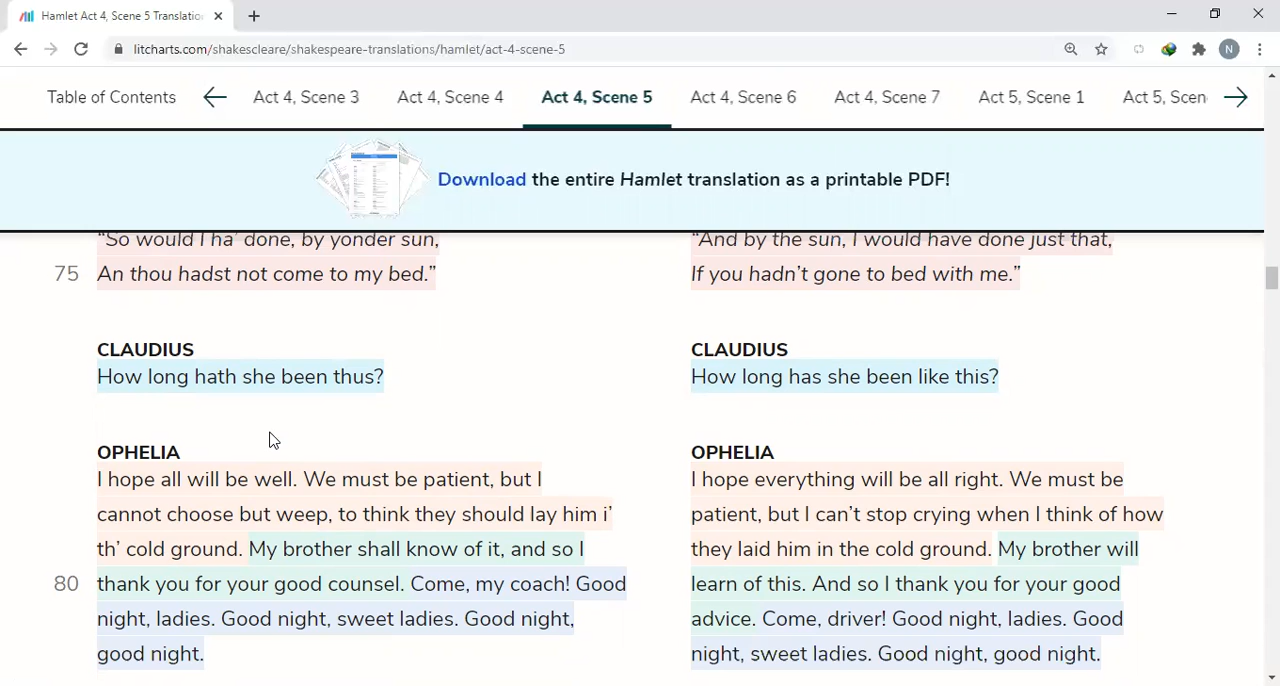 Hamlet Act 4, Scene 5 Translatio
litcharts.com/shakescleare/shakespeare-translations/hamlet/act-4-scene-5
N
Table of Contents
Act 4, Scene 3
Act 4, Scene 4
Act 4, Scene 5
Act 4, Scene 6
Act 4, Scene 7
Act 5, Scene 1
Act 5, Scen
Download the entire Hamlet translation as a printable PDF!
“So would I ha’ done, by yonder sun,
75 An thou hadst not come to my bed.”
CLAUDIUS
How long hath she been thus?
OPHELIA
I hope all will be well. We must be patient, but I
cannot choose but weep, to think they should lay him i’
th’ cold ground. My brother shall know of it, and so I
80 thank you for your good counsel. Come, my coach! Good
night, ladies. Good night, sweet ladies. Good night,
good night.
“And by the sun, I would have done just that,
If you hadn’t gone to bed with me.”
CLAUDIUS
How long has she been like this?
OPHELIA
I hope everything will be all right. We must be
patient, but I can’t stop crying when I think of how
they laid him in the cold ground. My brother will
learn of this. And so I thank you for your good
advice. Come, driver! Good night, ladies. Good
night, sweet ladies. Good night, good night.